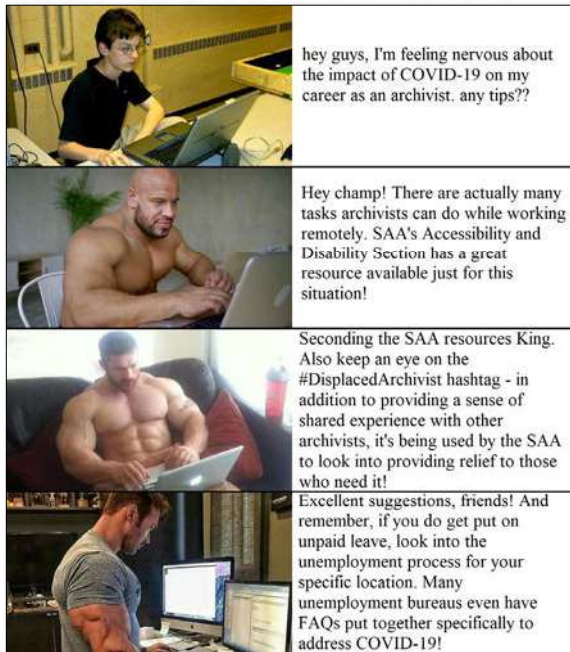 hey guys, I'm feeling nervous about
the impact of COVID-19 on my
career as an archivist. any tips??
Hey champ! There are actually many
tasks archivists can do while working
remotely. SAA's Accessibility and
Disability Section has a great
resource available just for this
situation!
Seconding the SAA resources King.
Also keep an eye on the
#DisplacedArchivist hashtag - in
addition to providing a sense of
shared experience with other
archivists, it's being used by the SAA
to look into providing relief to those
who need it!
Excellent suggestions, friends! And
remember, if you do get put on
unpaid leave, look into the
unemployment process for your
specific location. Many
unemployment bureaus even have
FAQs put together specifically to
address COVID-19!